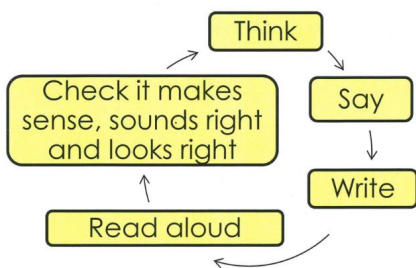 Think
Say
Write
Read aloud
Check it makes
sense, sounds right
and looks right